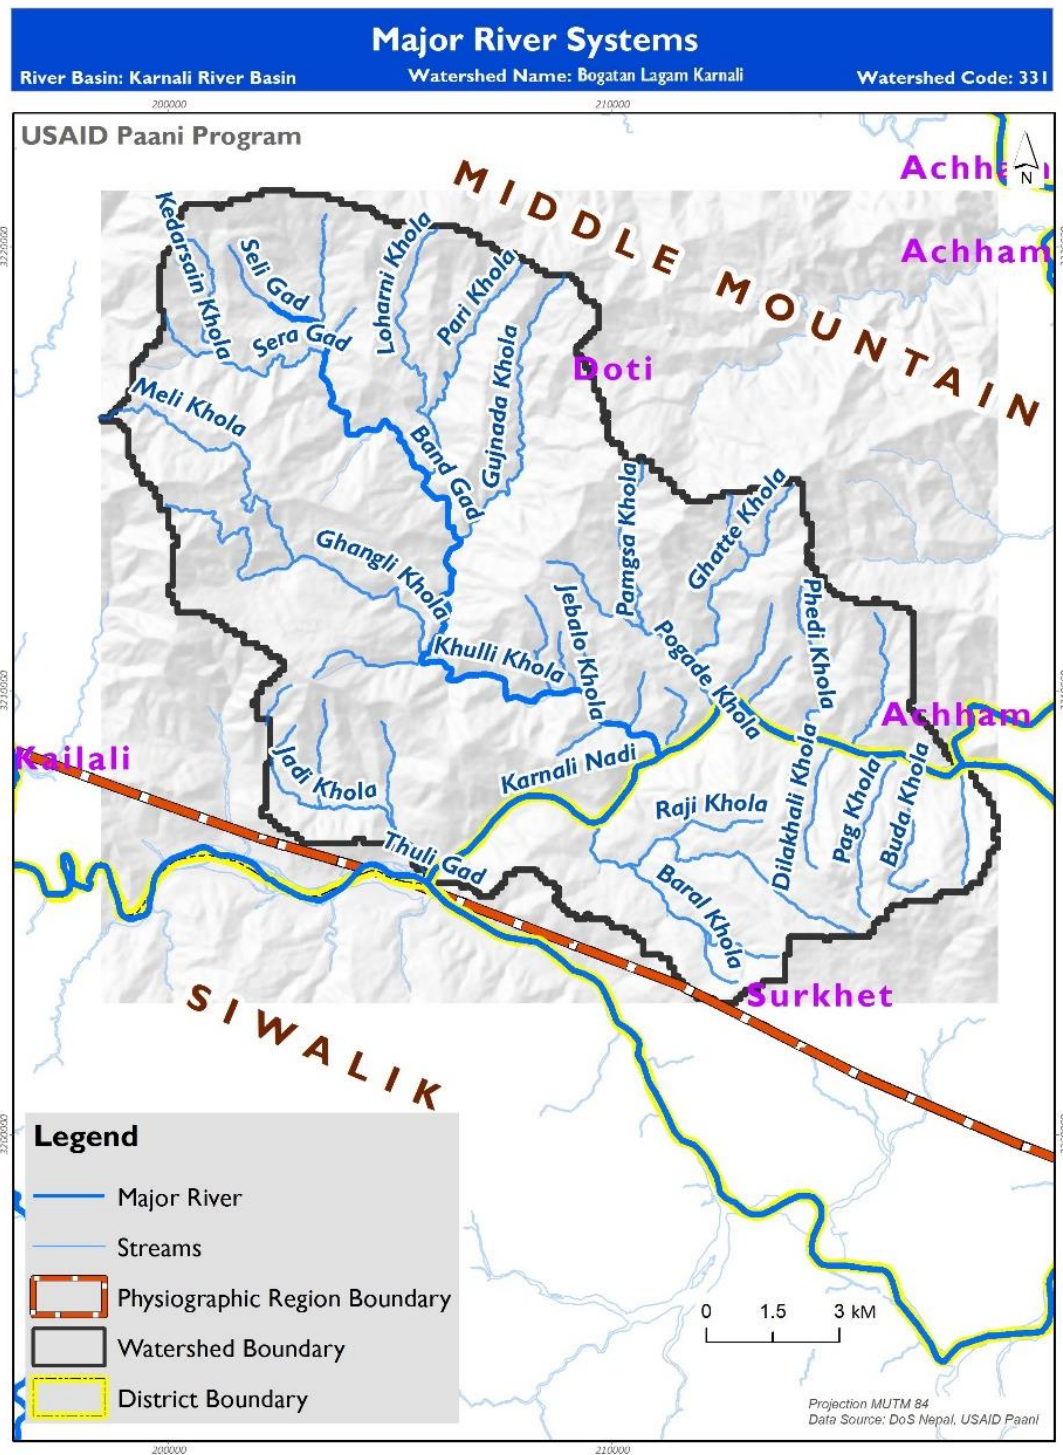 Major River Systems
River Basin: Karnali River Basin
Watershed Name: Bogatan Lagam Karnali
Watershed Code: 331
200000
210000
USAID Paani Program
Achham
N
MIDDLE MOUNTAIN
Achham
3220000
Kedarsain Khola
Seli Gad
Loharni Khola
Pari Khola
Sera Gad
Gujnada Khola
Doti
Meli Khola
Band Gad
Pamgsa Khola
Ghatte Khola
Ghangli Khola
Jebalo Khola
Phedi Khola
Pogade Khola
Khulli Khola
3210000
Achham
Kailali
Jadi Khola
Karnali Nadi
Raji Khola
Dilakhali Khola
Pag Khola
Buda Khola
Thuli Gad
Baral Khola
Surkhet
SIWALIK
3200000
Legend
Major River
Streams
Physiographic Region Boundary
Watershed Boundary
District Boundary
0 1.5 3 kM
Projection MUTM 84
Data Source: DoS Nepal, USAID Paani
200000
210000